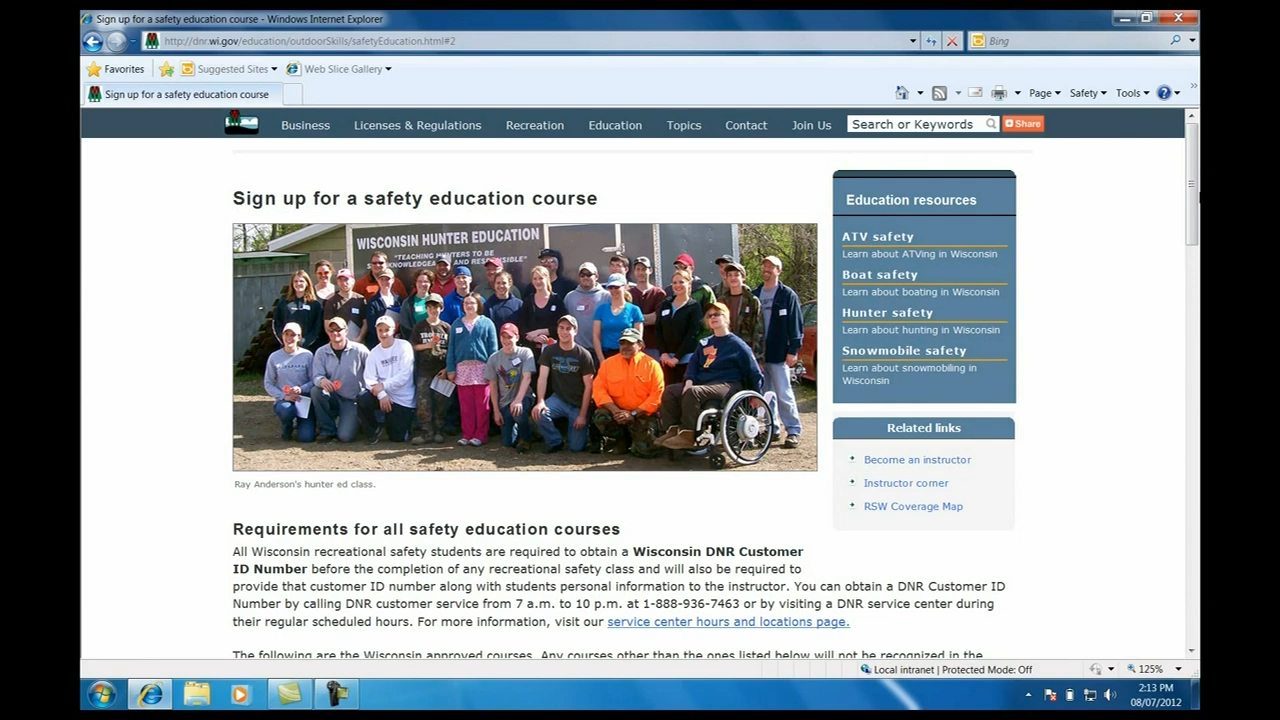 Sign up for a safety education course - Windows Internet Explorer
http://dnr.wi.gov/education/outdoorSkills/safetyEducation.html#2
Bing
Favorites Suggested Sites Web Slice Gallery
Sign up for a safety education course
Page Safety Tools
Business Licenses & Regulations Recreation Education Topics Contact Join Us Search or Keywords Share
Sign up for a safety education course
WISCONSIN HUNTER EDUCATION
"TEACHING HUNTERS TO BE
AND RESPONSIBLE"
Ray Anderson's hunter ed class.
Education resources
ATV safety
Learn about ATVing in Wisconsin
Boat safety
Learn about boating in Wisconsin
Hunter safety
Learn about hunting in Wisconsin
Snowmobile safety
Learn about snowmobiling in
Wisconsin
Related links
Become an instructor
Instructor corner
RSW Coverage Map
Requirements for all safety education courses
All Wisconsin recreational safety students are required to obtain a Wisconsin DNR Customer
ID Number before the completion of any recreational safety class and will also be required to
provide that customer ID number along with students personal information to the instructor. You can obtain a DNR Customer ID
Number by calling DNR customer service from 7 a.m. to 10 p.m. at 1-888-936-7463 or by visiting a DNR service center during
their regular scheduled hours. For more information, visit our service center hours and locations page.
The following are the Wisconsin approved courses. Any courses other than the ones listed below will not be recognized in the
Local intranet | Protected Mode: Off
125%
2:13 PM
08/07/2012